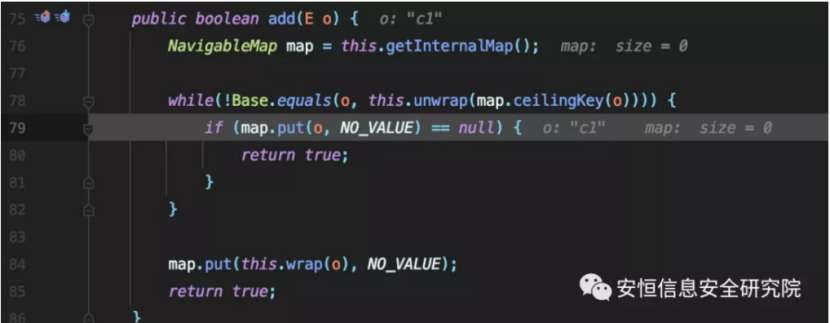 75 public boolean add(E o) { o: "c1"
76 NavigableMap map = this.getInternalMap(); map: size = 0
77
78 while(!Base.equals(o, this.unwrap(map.ceilingKey(o)))) {
79 if (map.put(o, NO_VALUE) == null) { o: "c1" map: size = 0
80 return true;
81 }
82 }
83
84 map.put(this.wrap(o), NO_VALUE);
85 return true;
86 }
安恒信息安全研究院